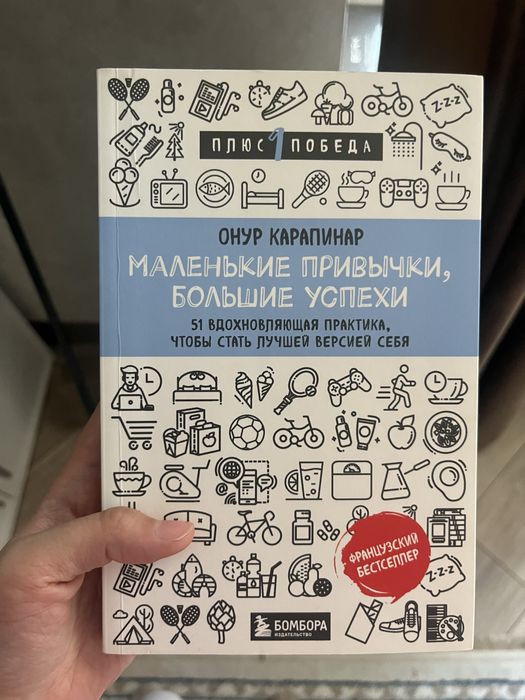 Z-Z-Z
ПЛЮС 1 ПОБЕДА
ОНУР КАРАПИНАР
МАЛЕНЬКИЕ ПРИВЫЧКИ,
БОЛЬШИЕ УСПЕХИ
51 ВДОХНОВЛЯЮЩАЯ ПРАКТИКА,
ЧТОБЫ СТАТЬ ЛУЧШЕЙ ВЕРСИЕЙ СЕБЯ
ФРАНЦУЗСКИЙ
БЕСТСЕЛЛЕР
Z-Z-Z
БОМБОРА
ИЗДАТЕЛЬСТВО